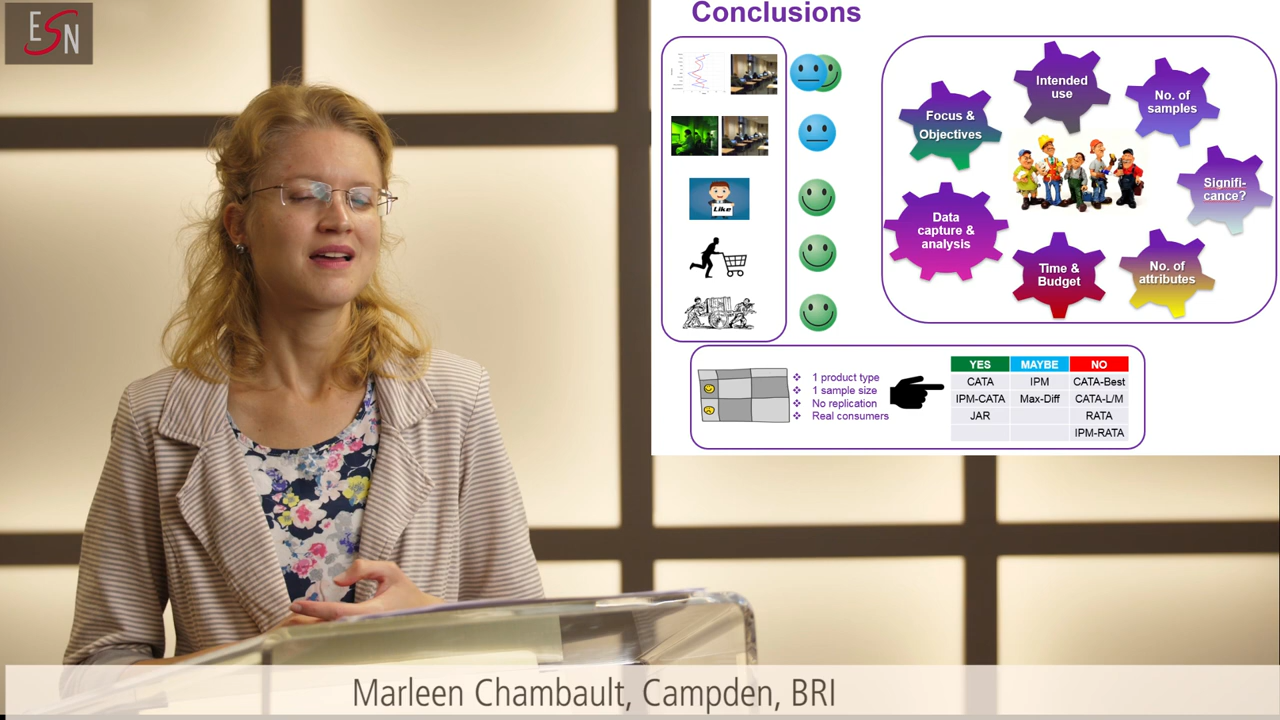 ESN
Conclusions
Like
Focus &
Objectives
Intended
use
No. of
samples
Signifi-
cance?
Data
capture &
analysis
Time &
Budget
No. of
attributes
1 product type
1 sample size
No replication
Real consumers
YES MAYBE NO
CATA IPM CATA-Best
IPM-CATA Max-Diff CATA-L/M
JAR RATA
IPM-RATA
Marleen Chambault, Campden, BRI